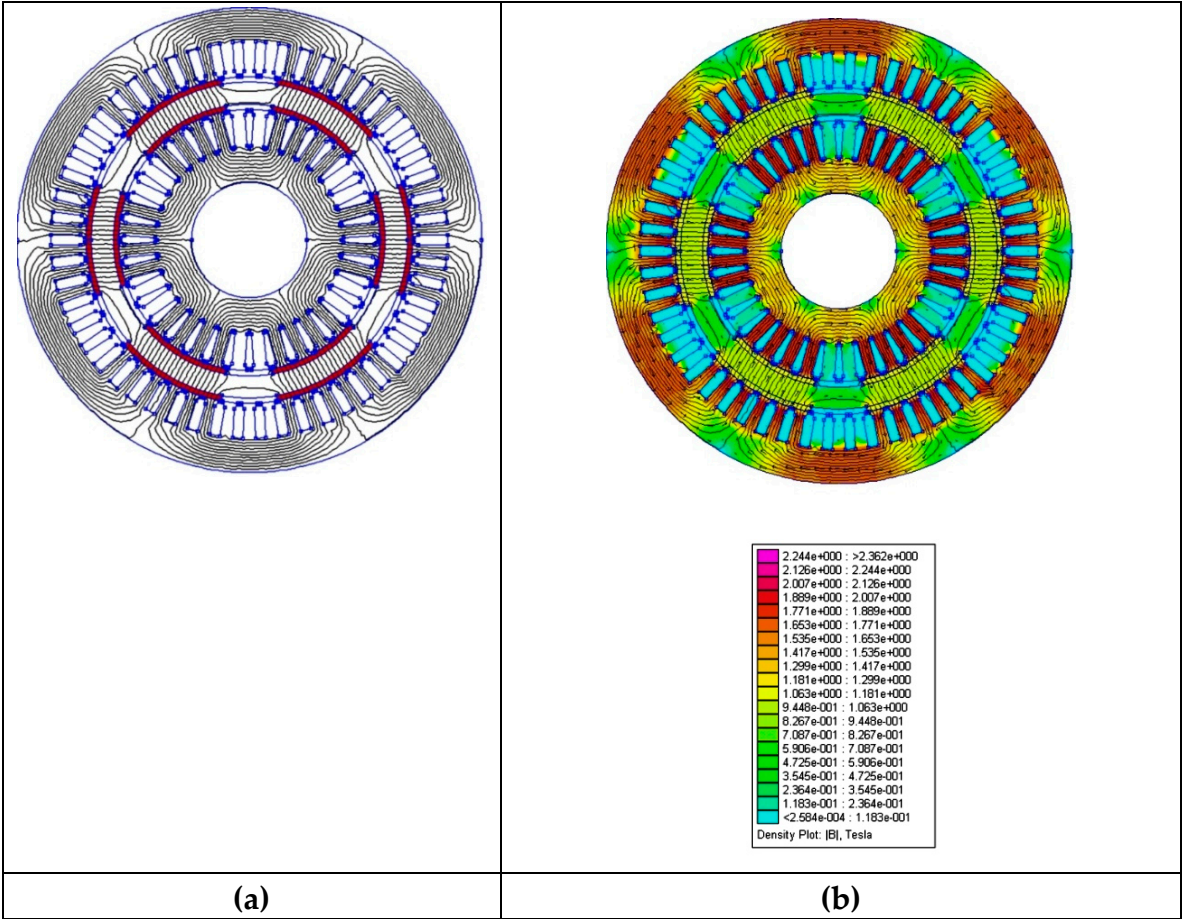 2.244e+000 : >2.362e+000
2.126e+000 : 2.244e+000
2.007e+000 : 2.126e+000
1.889e+000 : 2.007e+000
1.771e+000 : 1.889e+000
1.653e+000 : 1.771e+000
1.535e+000 : 1.653e+000
1.417e+000 : 1.535e+000
1.299e+000 : 1.417e+000
1.181e+000 : 1.299e+000
1.063e+000 : 1.181e+000
9.448e-001 : 1.063e+000
8.267e-001 : 9.448e-001
7.087e-001 : 8.267e-001
5.906e-001 : 7.087e-001
4.725e-001 : 5.906e-001
3.545e-001 : 4.725e-001
2.364e-001 : 3.545e-001
1.183e-001 : 2.364e-001
<2.584e-004 : 1.183e-001
Density Plot: |B|, Tesla
(a)
(b)